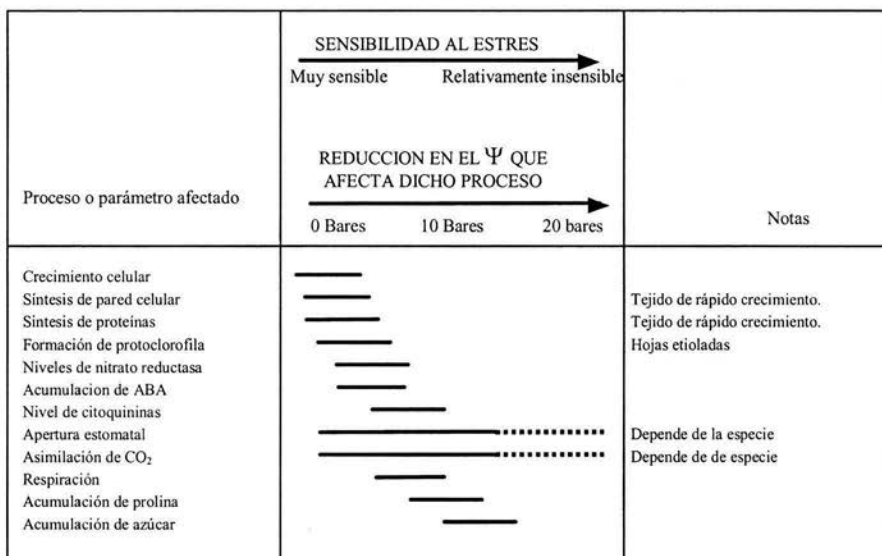 SENSIBILIDAD AL ESTRES
Muy sensible Relativamente insensible
REDUCCION EN EL Ψ QUE
AFECTA DICHO PROCESO
Proceso o parámetro afectado
0 Bares 10 Bares 20 bares
Notas
Crecimiento celular
Síntesis de pared celular Tejido de rápido crecimiento.
Síntesis de proteínas Tejido de rápido crecimiento.
Formación de protoclorofila Hojas etioladas
Niveles de nitrato reductasa
Acumulacion de ABA
Nivel de citoquininas
Apertura estomatal Depende de la especie
Asimilación de CO₂ Depende de de especie
Respiración
Acumulación de prolina
Acumulación de azúcar